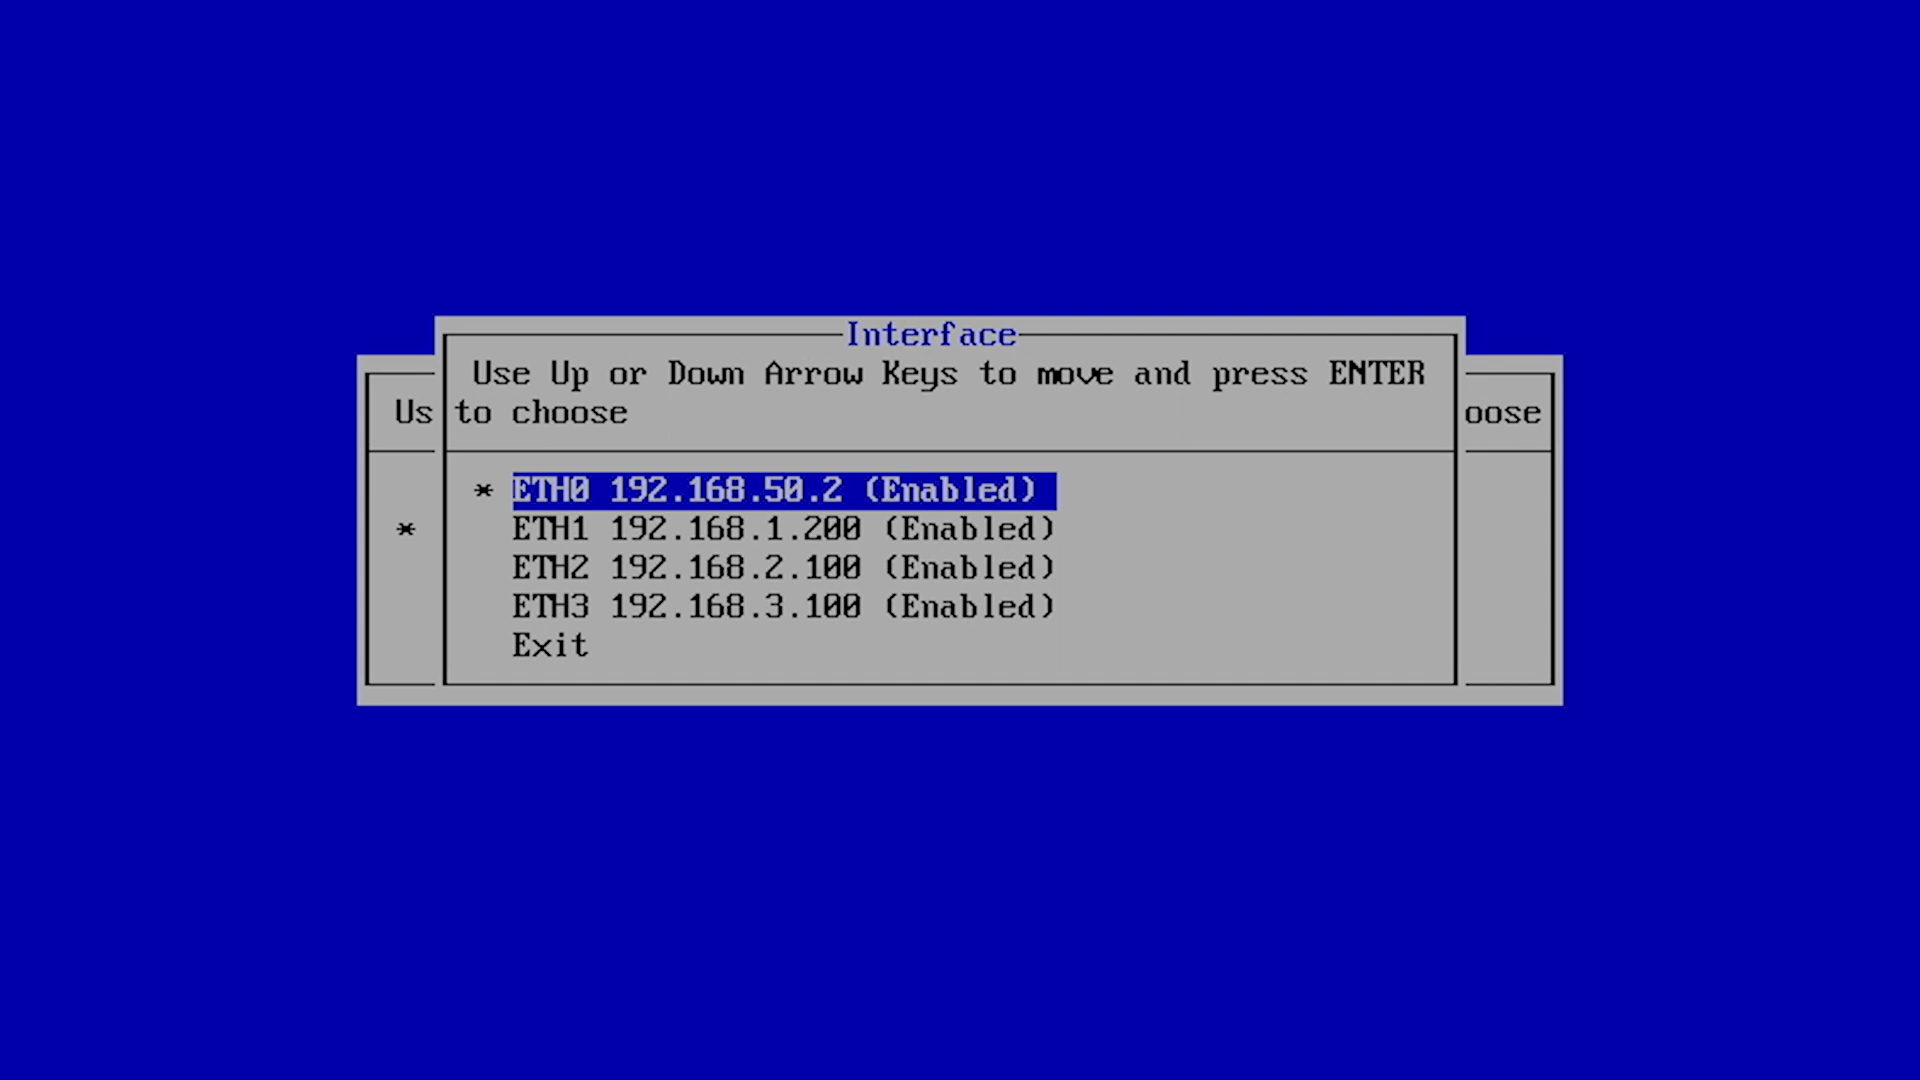 Interface
Use Up or Down Arrow Keys to move and press ENTER
to choose
Us
oose
* ETH0 192.168.50.2 (Enabled)
* ETH1 192.168.1.200 (Enabled)
ETH2 192.168.2.100 (Enabled)
ETH3 192.168.3.100 (Enabled)
Exit